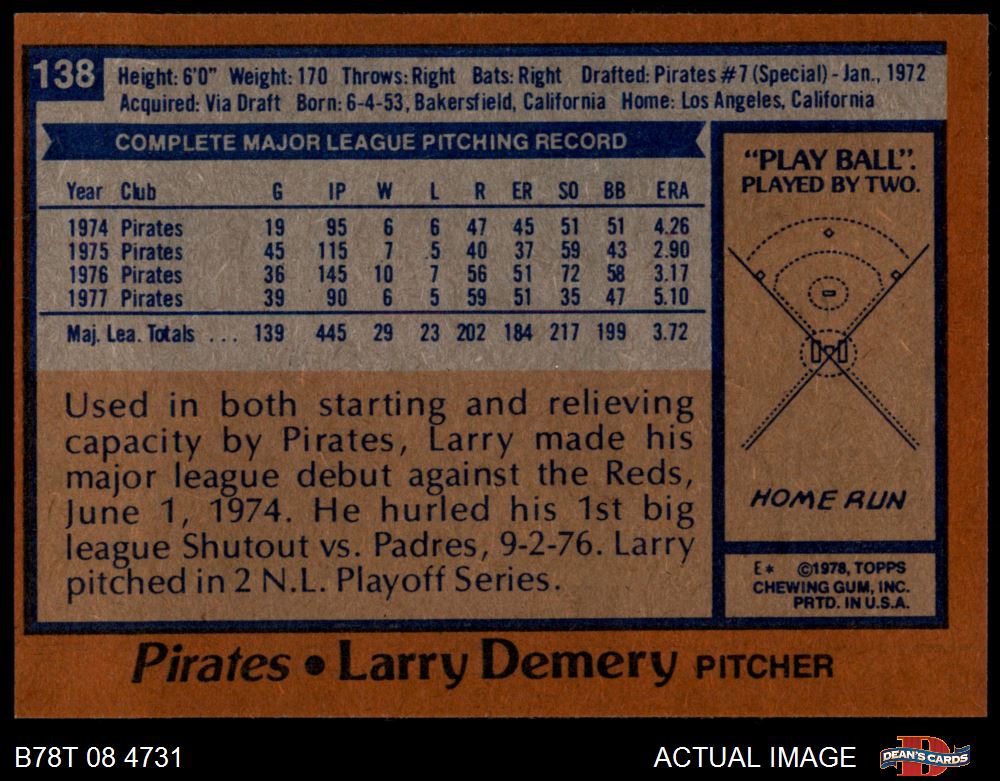 138
Height: 6'0" Weight: 170 Throws: Right Bats: Right Drafted: Pirates #7 (Special) - Jan., 1972
Acquired: Via Draft Born: 6-4-53, Bakersfield, California Home: Los Angeles, California
COMPLETE MAJOR LEAGUE PITCHING RECORD
Year Club G IP W L R ER SO BB ERA
1974 Pirates 19 95 6 6 47 45 51 51 4.26
1975 Pirates 45 115 7 5 40 37 59 43 2.90
1976 Pirates 36 145 10 7 56 51 72 58 3.17
1977 Pirates 39 90 6 5 59 51 35 47 5.10
Maj. Lea. Totals ... 139 445 29 23 202 184 217 199 3.72
Used in both starting and relieving
capacity by Pirates, Larry made his
major league debut against the Reds,
June 1, 1974. He hurled his 1st big
league Shutout vs. Padres, 9-2-76. Larry
pitched in 2 N.L. Playoff Series.
"PLAY BALL".
PLAYED BY TWO.
HOME RUN
E* ©1978, TOPPS
CHEWING GUM, INC.
PRTD. IN U.S.A.
Pirates • Larry Demery PITCHER
B78T 08 4731 ACTUAL IMAGE
DEAN'S CARDS